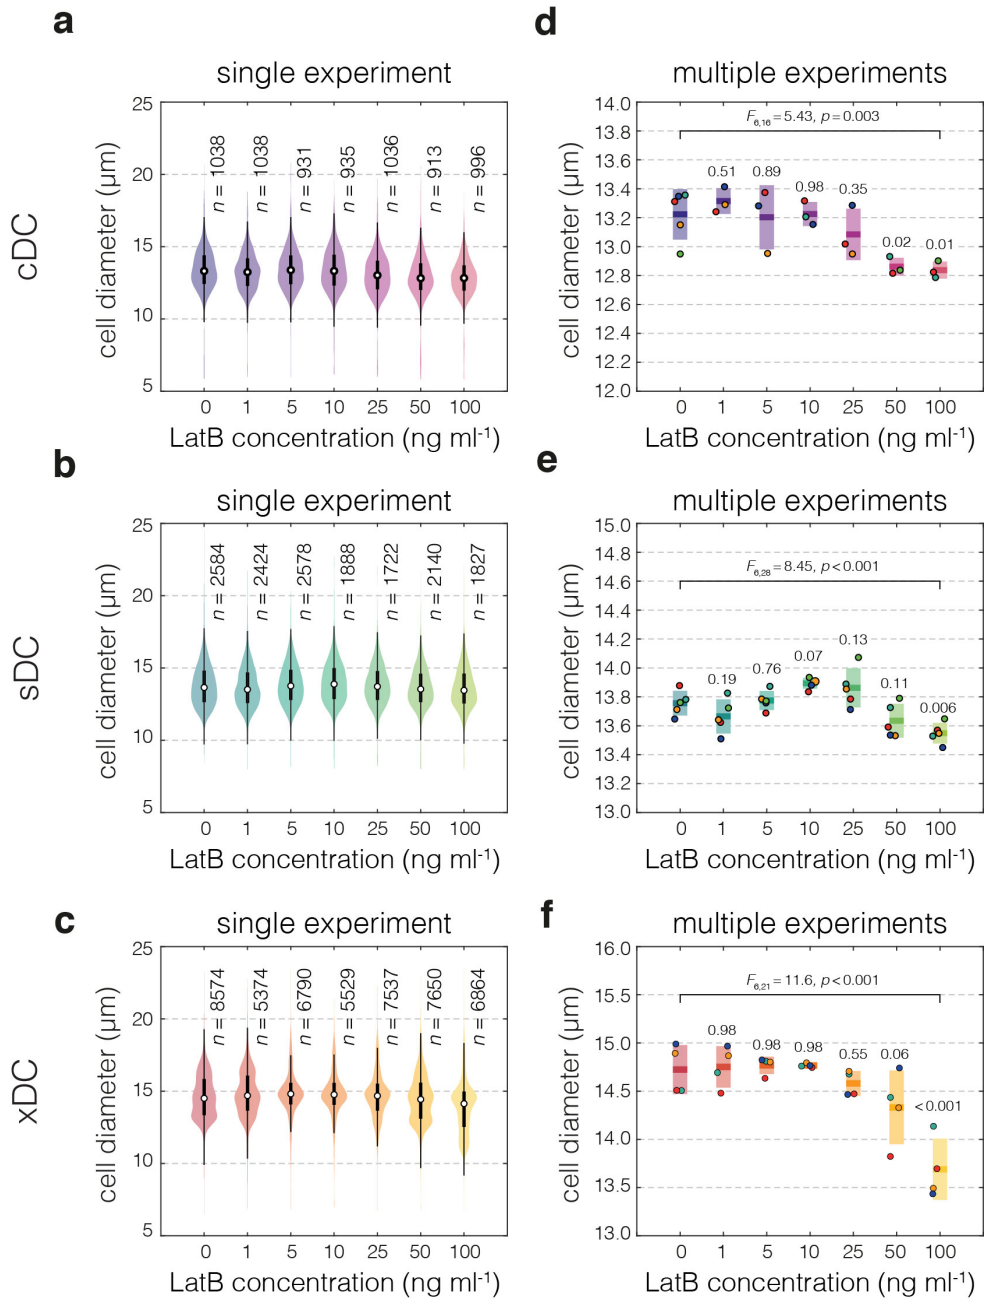 a
d
single experiment
multiple experiments
cDC
cell diameter (µm)
25
20
15
10
5
n = 1038
n = 1038
n = 931
n = 935
n = 1036
n = 913
n = 996
0 1 5 10 25 50 100
LatB concentration (ng ml-1)
cell diameter (µm)
14.0
13.8
13.6
13.4
13.2
13.0
12.8
12.6
12.4
12.2
12.0
F6,16 = 5.43, p = 0.003
0.51 0.89 0.98 0.35 0.02 0.01
0 1 5 10 25 50 100
LatB concentration (ng ml-1)
b
e
single experiment
multiple experiments
sDC
cell diameter (µm)
25
20
15
10
5
n = 2584
n = 2424
n = 2578
n = 1888
n = 1722
n = 2140
n = 1827
0 1 5 10 25 50 100
LatB concentration (ng ml-1)
cell diameter (µm)
15.0
14.8
14.6
14.4
14.2
14.0
13.8
13.6
13.4
13.2
13.0
F6,28 = 8.45, p < 0.001
0.19 0.76 0.07 0.13 0.11 0.006
0 1 5 10 25 50 100
LatB concentration (ng ml-1)
c
f
single experiment
multiple experiments
xDC
cell diameter (µm)
25
20
15
10
5
n = 8574
n = 5374
n = 6790
n = 5529
n = 7537
n = 7650
n = 6864
0 1 5 10 25 50 100
LatB concentration (ng ml-1)
cell diameter (µm)
16.0
15.5
15.0
14.5
14.0
13.5
13.0
F6,21 = 11.6, p < 0.001
0.98 0.98 0.98 0.55 0.06 < 0.001
0 1 5 10 25 50 100
LatB concentration (ng ml-1)